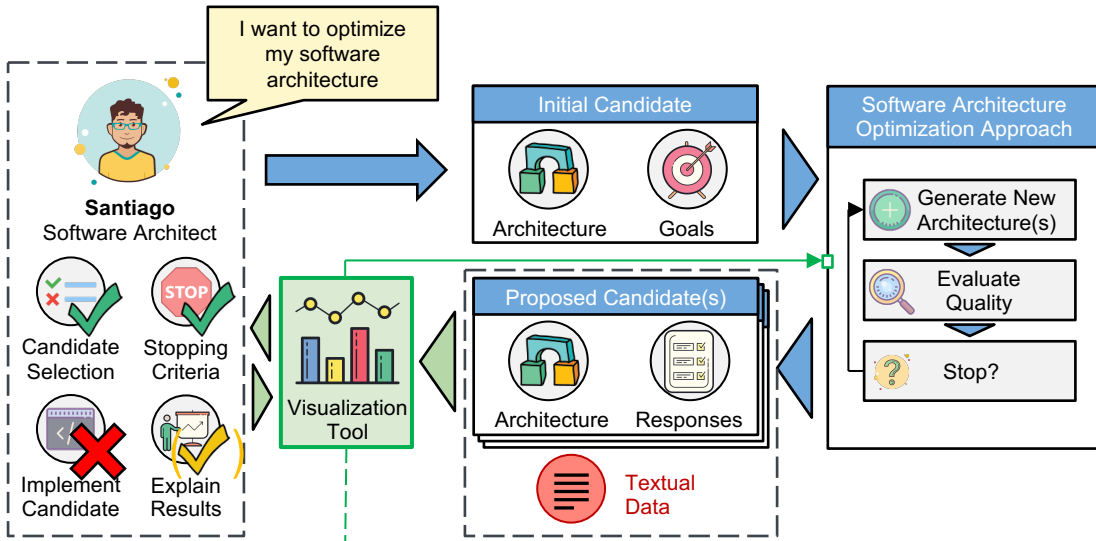 I want to optimize
my software
architecture
Santiago
Software Architect
Candidate
Selection
STOP
Stopping
Criteria
</>
Implement
Candidate
Explain
Results
Initial Candidate
Architecture
Goals
Software Architecture
Optimization Approach
Generate New
Architecture(s)
Evaluate
Quality
?
Stop?
Visualization
Tool
Proposed Candidate(s)
Architecture
Responses
Textual
Data